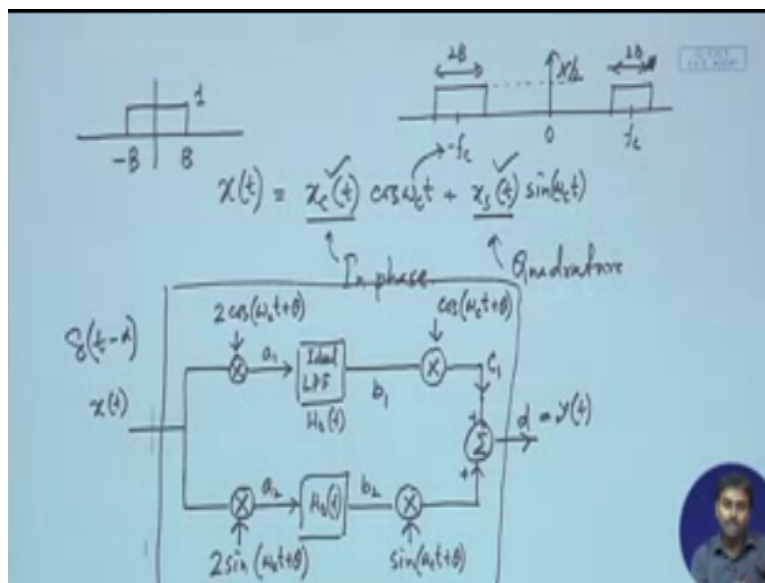 2B
2B
1
-B B
-fc 0 fc
x(t) = xc(t) cos ωct + xs(t) sin(ωct)
In phase
Quadrature
δ(t-α)
2cos(ωct+θ) cos(ωct+θ)
x(t)
a1 Ideal LPF b1 c1
H0(f)
+ Σ d = y(t)
+
a2 H0(f) b2
2sin(ωct+θ) sin(ωct+θ)